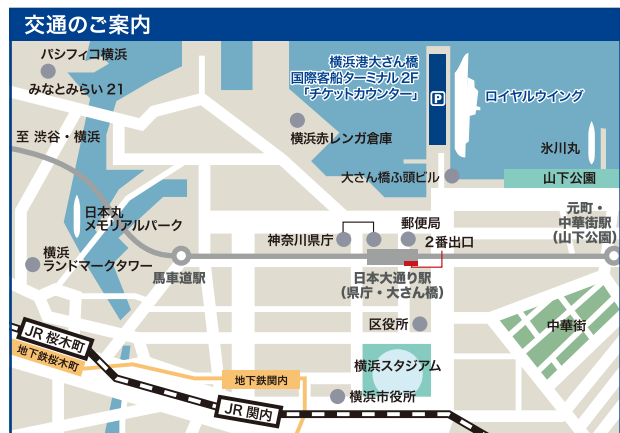 交通のご案内
パシフィコ横浜
みなとみらい21
横浜港大さん橋
国際客船ターミナル2F
「チケットカウンター」
P
ロイヤルウイング
横浜赤レンガ倉庫
至 渋谷・横浜
氷川丸
大さん橋ふ頭ビル
山下公園
日本丸
メモリアルパーク
神奈川県庁
郵便局
2番出口
元町・
中華街駅
(山下公園)
横浜
ランドマークタワー
馬車道駅
日本大通り駅
(県庁・大さん橋)
区役所
中華街
JR 桜木町
地下鉄桜木町
横浜スタジアム
地下鉄関内
横浜市役所
JR 関内